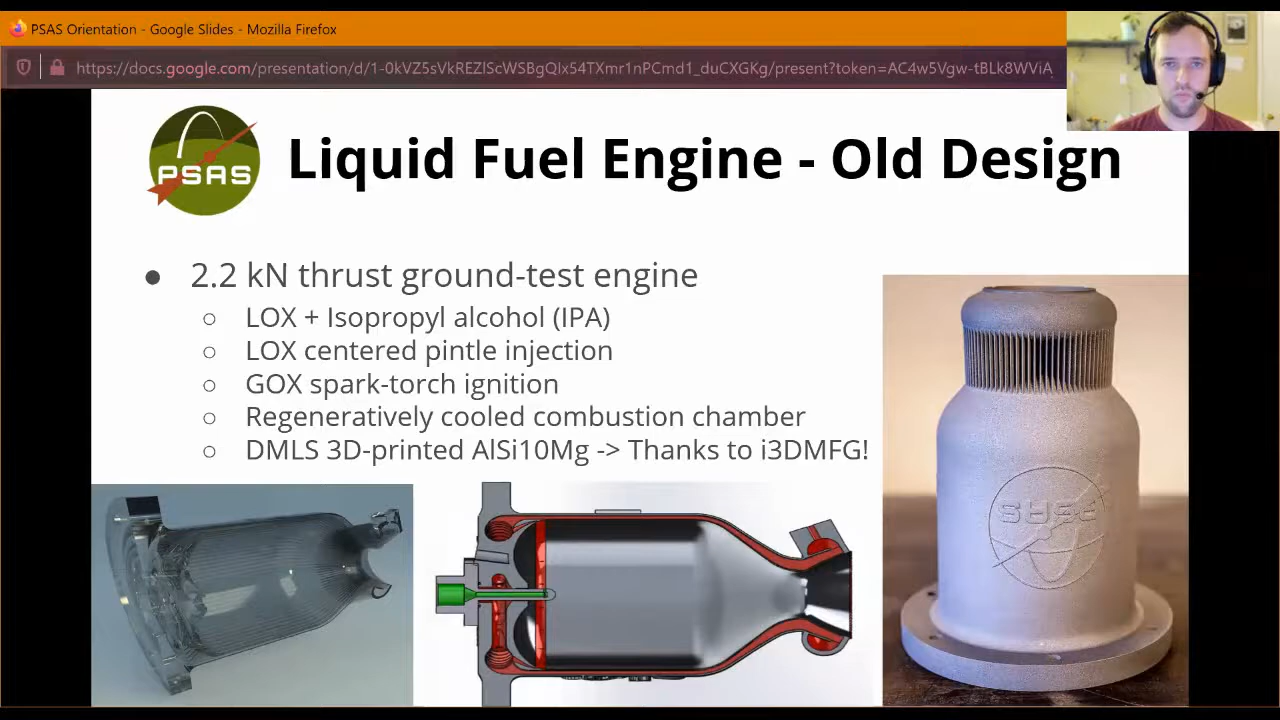 PSAS Orientation - Google Slides - Mozilla Firefox
https://docs.google.com/presentation/d/1-0kVZ5sVkREZlScWSBgQIx54TXmr1nPCmd1_duCXGKg/present?token=AC4w5Vgw-tBLk8WViA
PSAS
Liquid Fuel Engine - Old Design
● 2.2 kN thrust ground-test engine
○ LOX + Isopropyl alcohol (IPA)
○ LOX centered pintle injection
○ GOX spark-torch ignition
○ Regeneratively cooled combustion chamber
○ DMLS 3D-printed AlSi10Mg -> Thanks to i3DMFG!
PSAS